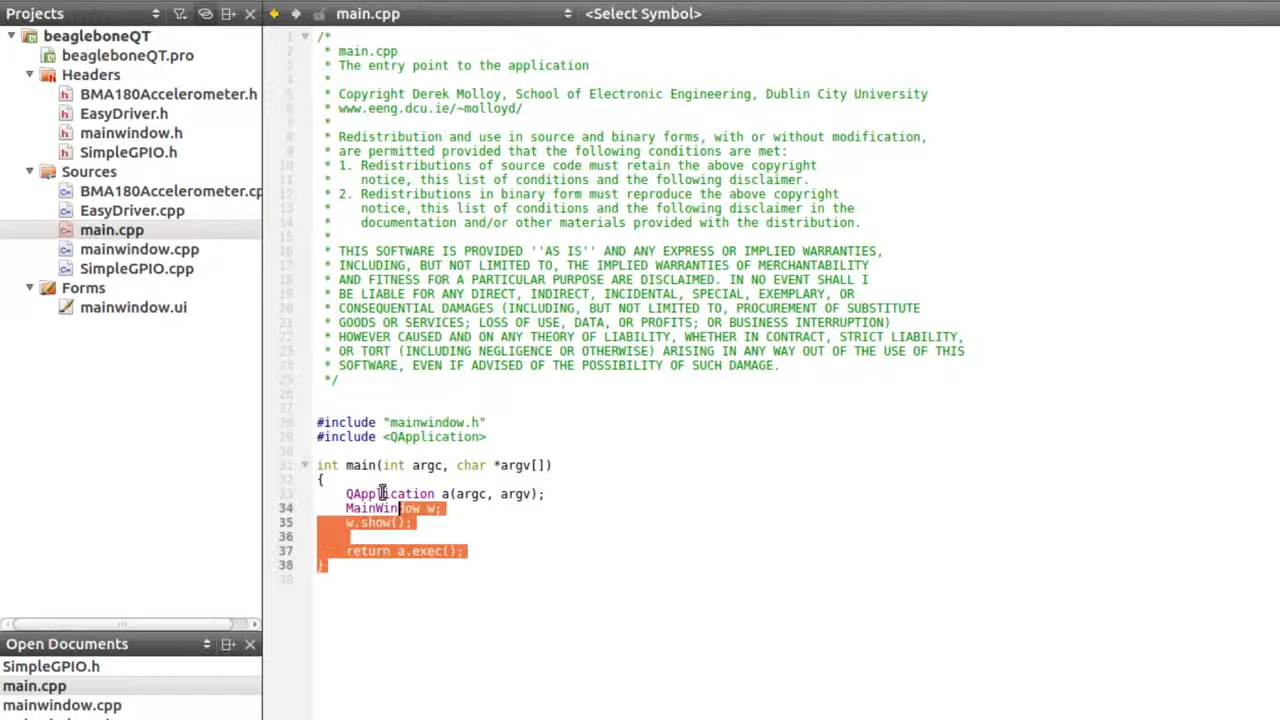 Projects
main.cpp
<Select Symbol>
beagleboneQT
beagleboneQT.pro
Headers
BMA180Accelerometer.h
EasyDriver.h
mainwindow.h
SimpleGPIO.h
Sources
BMA180Accelerometer.cp
EasyDriver.cpp
main.cpp
mainwindow.cpp
SimpleGPIO.cpp
Forms
mainwindow.ui
Open Documents
SimpleGPIO.h
main.cpp
mainwindow.cpp
/*
* main.cpp
* The entry point to the application
*
* Copyright Derek Molloy, School of Electronic Engineering, Dublin City University
* www.eeng.dcu.ie/~molloyd/
*
* Redistribution and use in source and binary forms, with or without modification,
* are permitted provided that the following conditions are met:
* 1. Redistributions of source code must retain the above copyright
*    notice, this list of conditions and the following disclaimer.
* 2. Redistributions in binary form must reproduce the above copyright
*    notice, this list of conditions and the following disclaimer in the
*    documentation and/or other materials provided with the distribution.
*
* THIS SOFTWARE IS PROVIDED ''AS IS'' AND ANY EXPRESS OR IMPLIED WARRANTIES,
* INCLUDING, BUT NOT LIMITED TO, THE IMPLIED WARRANTIES OF MERCHANTABILITY
* AND FITNESS FOR A PARTICULAR PURPOSE ARE DISCLAIMED. IN NO EVENT SHALL I
* BE LIABLE FOR ANY DIRECT, INDIRECT, INCIDENTAL, SPECIAL, EXEMPLARY, OR
* CONSEQUENTIAL DAMAGES (INCLUDING, BUT NOT LIMITED TO, PROCUREMENT OF SUBSTITUTE
* GOODS OR SERVICES; LOSS OF USE, DATA, OR PROFITS; OR BUSINESS INTERRUPTION)
* HOWEVER CAUSED AND ON ANY THEORY OF LIABILITY, WHETHER IN CONTRACT, STRICT LIABILITY,
* OR TORT (INCLUDING NEGLIGENCE OR OTHERWISE) ARISING IN ANY WAY OUT OF THE USE OF THIS
* SOFTWARE, EVEN IF ADVISED OF THE POSSIBILITY OF SUCH DAMAGE.
*/
#include "mainwindow.h"
#include <QApplication>
int main(int argc, char *argv[])
{
QApplication a(argc, argv);
34 MainWindow w;
35 w.show();
36
37 return a.exec();
38 }